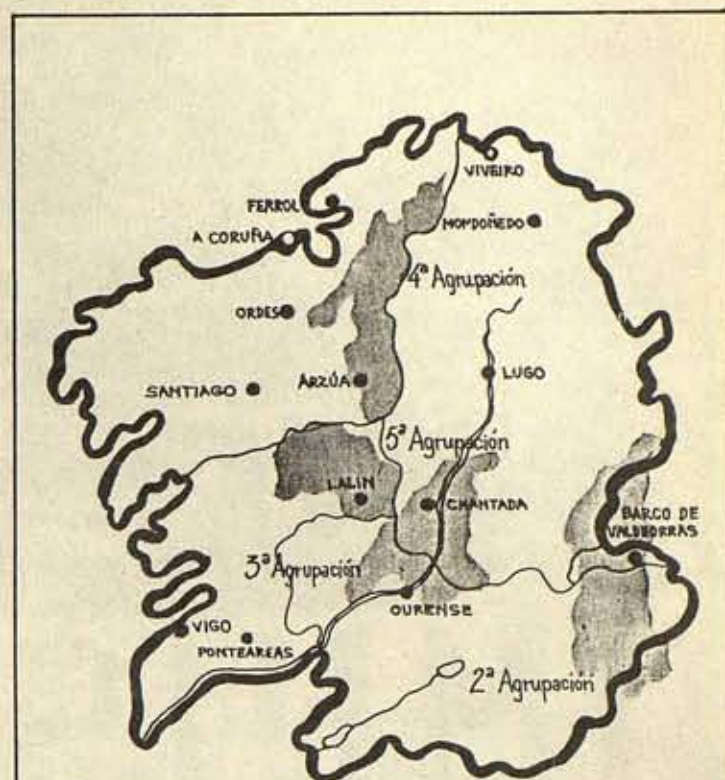 VIVEIRO
FERROL
MONDOÑEDO
A CORUÑA
4ª Agrupación
ORDES
ARZÚA
LUGO
SANTIAGO
5ª Agrupación
LALÍN
CHANTADA
BARCO DE
VALDEORRAS
3ª Agrupación
OURENSE
VIGO
PONTEAREAS
2ª Agrupación